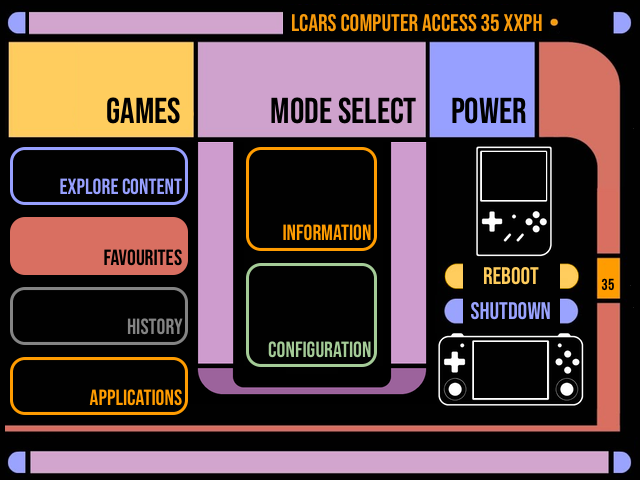 LCARS COMPUTER ACCESS 35 XXPH •
GAMES
MODE SELECT
POWER
EXPLORE CONTENT
FAVOURITES
HISTORY
APPLICATIONS
INFORMATION
CONFIGURATION
REBOOT
SHUTDOWN
35